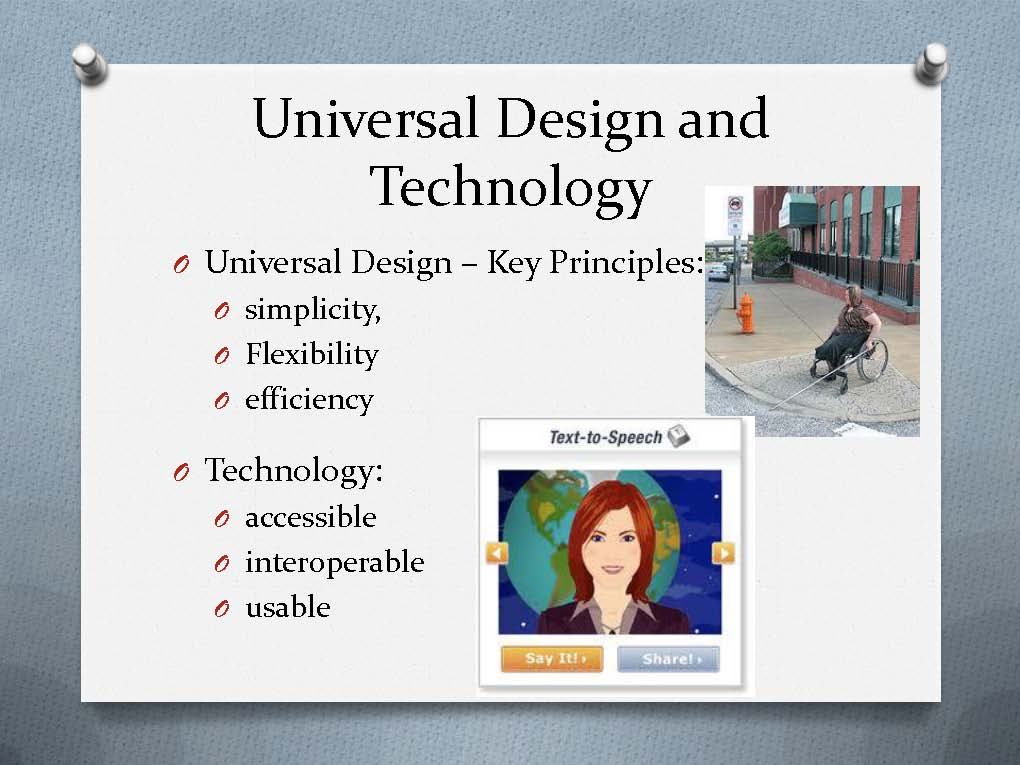 Universal Design and
Technology
Universal Design – Key Principles:
simplicity,
Flexibility
efficiency
Technology:
accessible
interoperable
usable
Text-to-Speech
Say It! ›
Share! ›